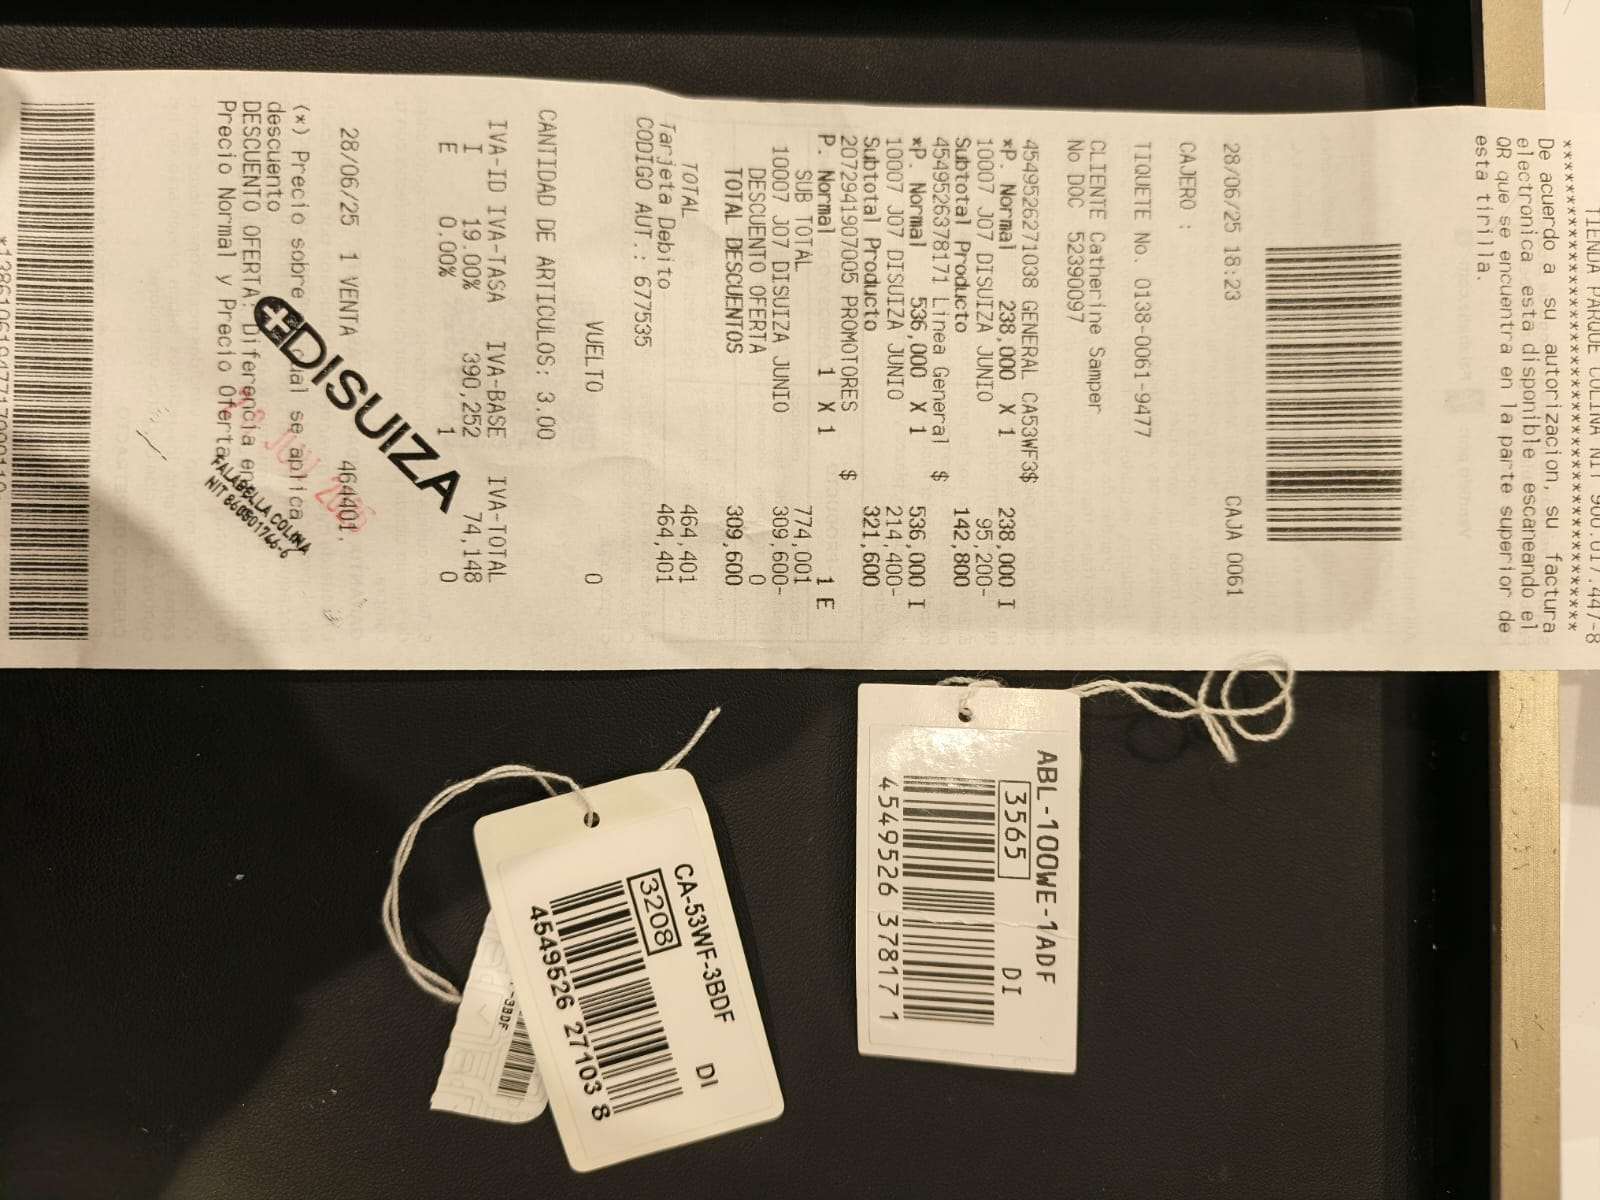 TIENDA PARQUE COLINA NIT 900.017.447-8
**************************************
De acuerdo a su autorizacion, su factura
electronica esta disponible escaneando el
QR que se encuentra en la parte superior de
esta tirilla.
28/06/25 18:23 CAJA 0061
CAJERO :
TIQUETE No. 0138-0061-9477
CLIENTE Catherine Samper
No DOC 52390097
4549526271038 GENERAL CA53WF3$ 238,000 I
*P. Normal 238,000 X 1
10007 J07 DISUIZA JUNIO 95,200-
Subtotal Producto 142,800
4549526378171 Linea General $ 536,000 I
*P. Normal 536,000 X 1
10007 J07 DISUIZA JUNIO 214,400-
Subtotal Producto 321,600
2072941907005 PROMOTORES $ 1 E
P. Normal 1 X 1
SUB TOTAL 774,001
10007 J07 DISUIZA JUNIO 309,600-
DESCUENTO OFERTA 0
TOTAL DESCUENTOS 309,600
TOTAL 464,401
Tarjeta Debito 464,401
CODIGO AUT.: 677535
VUELTO 0
CANTIDAD DE ARTICULOS: 3.00
IVA-ID IVA-TASA IVA-BASE IVA-TOTAL
I 19.00% 390,252 74,148
E 0.00% 1 0
28/06/25 1 VENTA 464401.
(*) Precio sobre cual se aplica
descuento
DESCUENTO OFERTA: Diferencia en
Precio Normal y Precio Oferta
DISUIZA
FALABELLA COLINA
ABL-100WE-1ADF
3565 DI
4549526 378171
CA-53WF-3BDF
3208 DI
4549526 271038
-3BDF